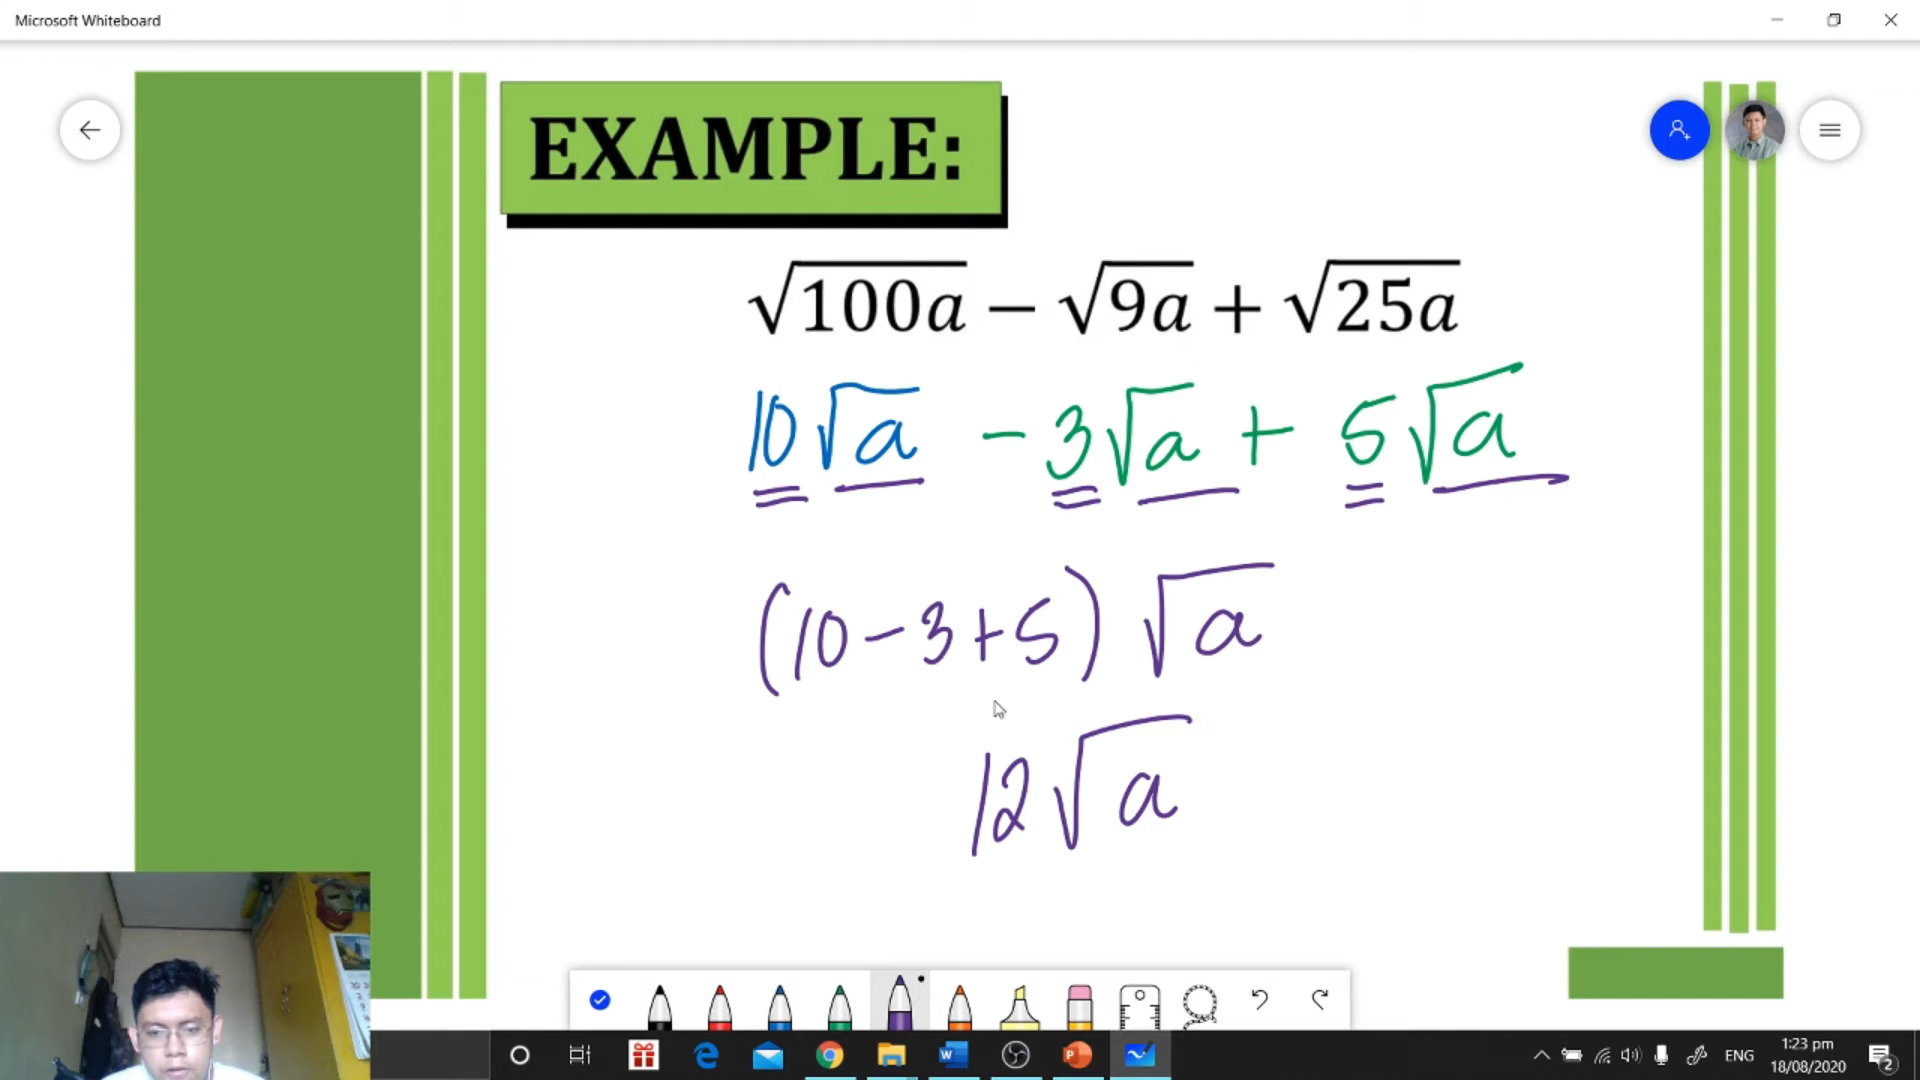 Microsoft Whiteboard
EXAMPLE:
√100a − √9a + √25a
10√a - 3√a + 5√a
(10-3+5) √a
12√a
ENG
1:23 pm
18/08/2020
2